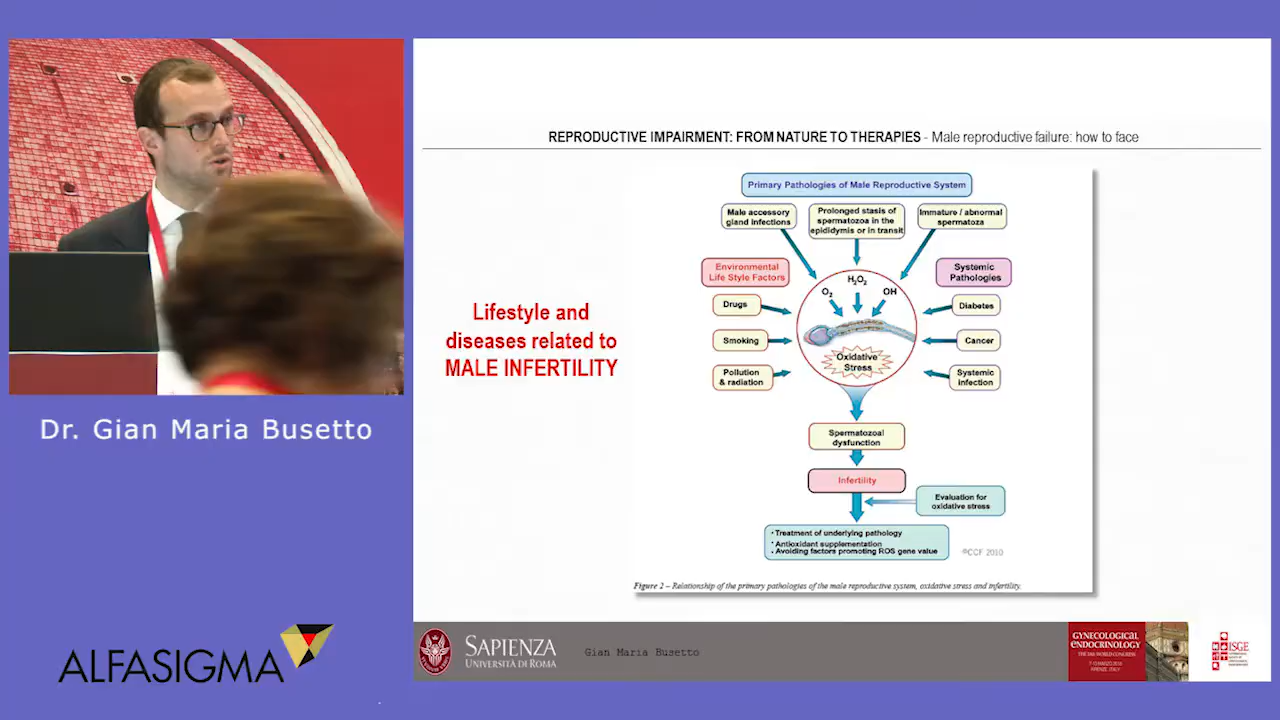 REPRODUCTIVE IMPAIRMENT: FROM NATURE TO THERAPIES - Male reproductive failure: how to face
Primary Pathologies of Male Reproductive System
Male accessory
gland infections
Prolonged stasis of
spermatozoa in the
epididymis or in transit
Immature / abnormal
spermatoza
Environmental
Life Style Factors
Systemic
Pathologies
O2
H2O2
OH
Drugs
Smoking
Pollution
& radiation
Diabetes
Cancer
Systemic
infection
Oxidative
Stress
Lifestyle and
diseases related to
MALE INFERTILITY
Spermatozoal
dysfunction
Infertility
Evaluation for
oxidative stress
• Treatment of underlying pathology
• Antioxidant supplementation
• Avoiding factors promoting ROS gene value
©CCF 2010
Figure 2 – Relationship of the primary pathologies of the male reproductive system, oxidative stress and infertility.
Dr. Gian Maria Busetto
ALFASIGMA
SAPIENZA
UNIVERSITÀ DI ROMA
Gian Maria Busetto
GYNECOLOGICAL
ENDOCRINOLOGY
ISGE